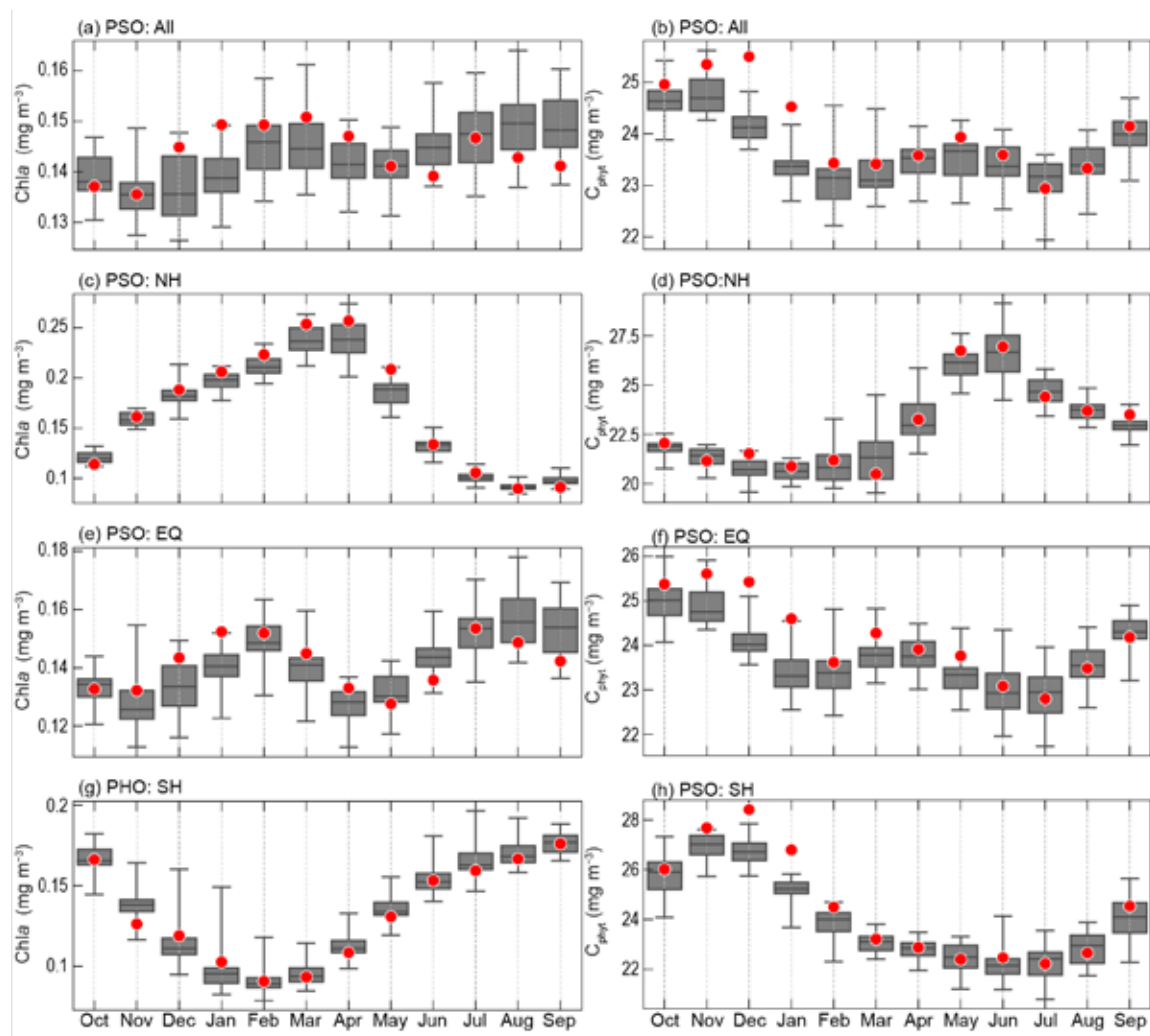 (a) PSO: All
(b) PSO: All
Chla (mg m⁻³)
0.16
0.15
0.14
0.13
C_phyt (mg m⁻³)
25
24
23
22
(c) PSO: NH
(d) PSO:NH
Chla (mg m⁻³)
0.25
0.2
0.15
0.1
C_phyt (mg m⁻³)
27.5
25
22.5
20
(e) PSO: EQ
(f) PSO: EQ
Chla (mg m⁻³)
0.18
0.16
0.14
0.12
C_phyt (mg m⁻³)
26
25
24
23
22
(g) PHO: SH
(h) PSO: SH
Chla (mg m⁻³)
0.2
0.15
0.1
C_phyt (mg m⁻³)
28
26
24
22
Oct Nov Dec Jan Feb Mar Apr May Jun Jul Aug Sep
Oct Nov Dec Jan Feb Mar Apr May Jun Jul Aug Sep